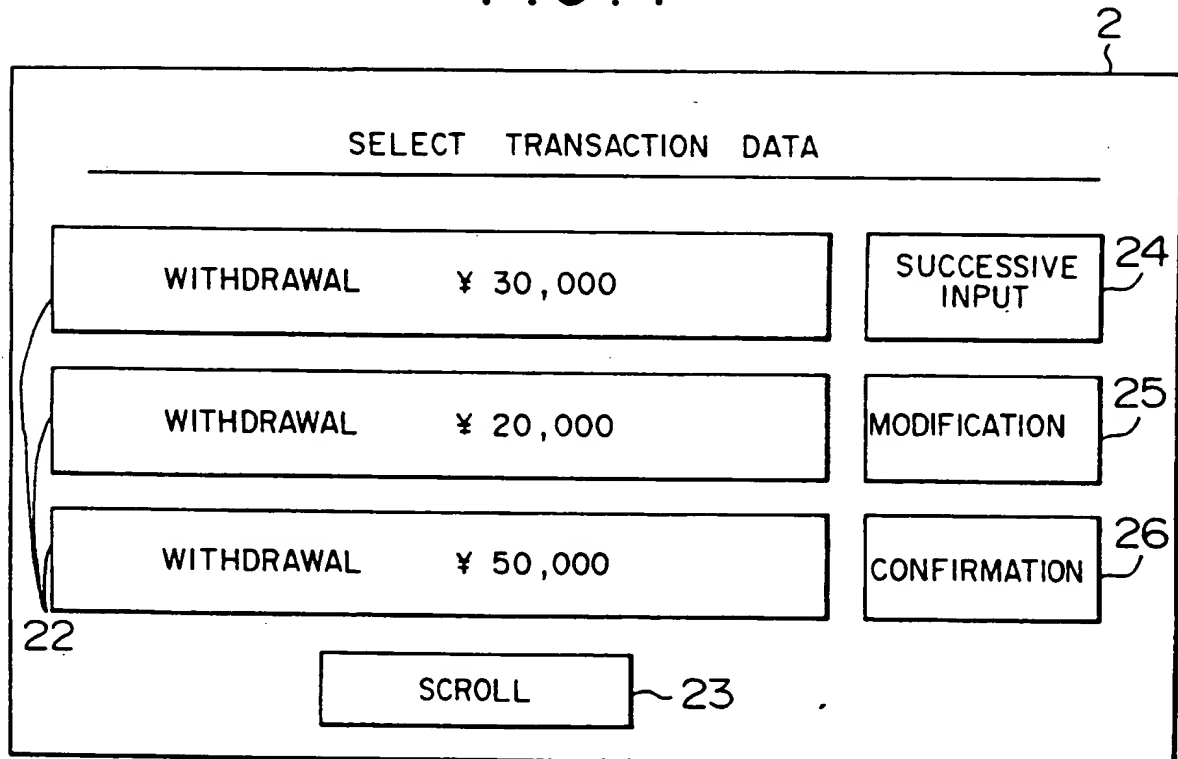 2
SELECT TRANSACTION DATA
WITHDRAWAL ¥ 30,000
SUCCESSIVE
INPUT
24
WITHDRAWAL ¥ 20,000
MODIFICATION
25
WITHDRAWAL ¥ 50,000
CONFIRMATION
26
22
SCROLL
23